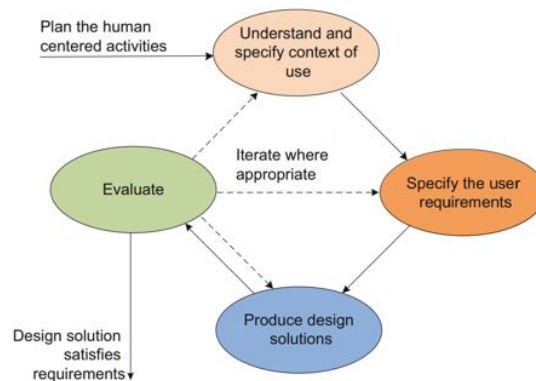 Plan the human
centered activities
Understand and
specify context of
use
Iterate where
appropriate
Evaluate
Specify the user
requirements
Produce design
solutions
Design solution
satisfies
requirements